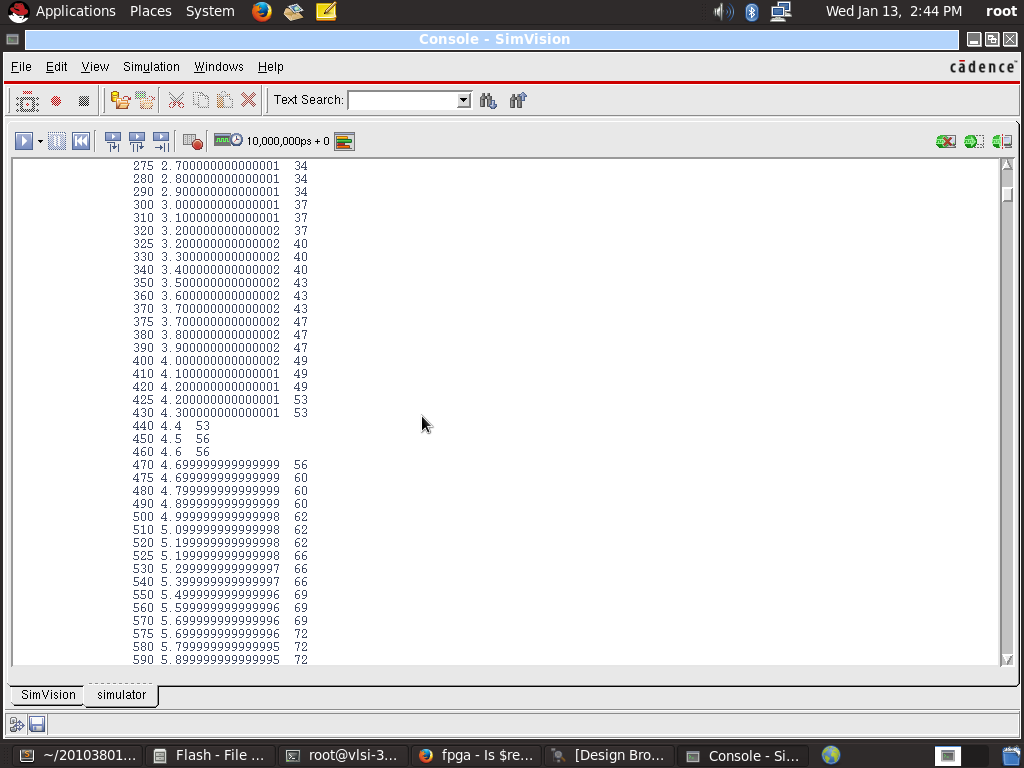 Applications Places System Wed Jan 13, 2:44 PM root
Console - SimVision
File Edit View Simulation Windows Help cādence™
Text Search:
10,000,000ps + 0
275 2.700000000000001 34
280 2.800000000000001 34
290 2.900000000000001 34
300 3.000000000000001 37
310 3.100000000000001 37
320 3.200000000000002 37
325 3.200000000000002 40
330 3.300000000000002 40
340 3.400000000000002 40
350 3.500000000000002 43
360 3.600000000000002 43
370 3.700000000000002 43
375 3.700000000000002 47
380 3.800000000000002 47
390 3.900000000000002 47
400 4.000000000000002 49
410 4.100000000000001 49
420 4.200000000000001 49
425 4.200000000000001 53
430 4.300000000000001 53
440 4.4 53
450 4.5 56
460 4.6 56
470 4.699999999999999 56
475 4.699999999999999 60
480 4.799999999999999 60
490 4.899999999999999 60
500 4.999999999999998 62
510 5.099999999999998 62
520 5.199999999999998 62
525 5.199999999999998 66
530 5.299999999999997 66
540 5.399999999999997 66
550 5.499999999999996 69
560 5.599999999999996 69
570 5.699999999999996 69
575 5.699999999999996 72
580 5.799999999999995 72
590 5.899999999999995 72
SimVision simulator
~/20103801... Flash - File ... root@vlsi-3... fpga - Is $re... [Design Bro... Console - Si...